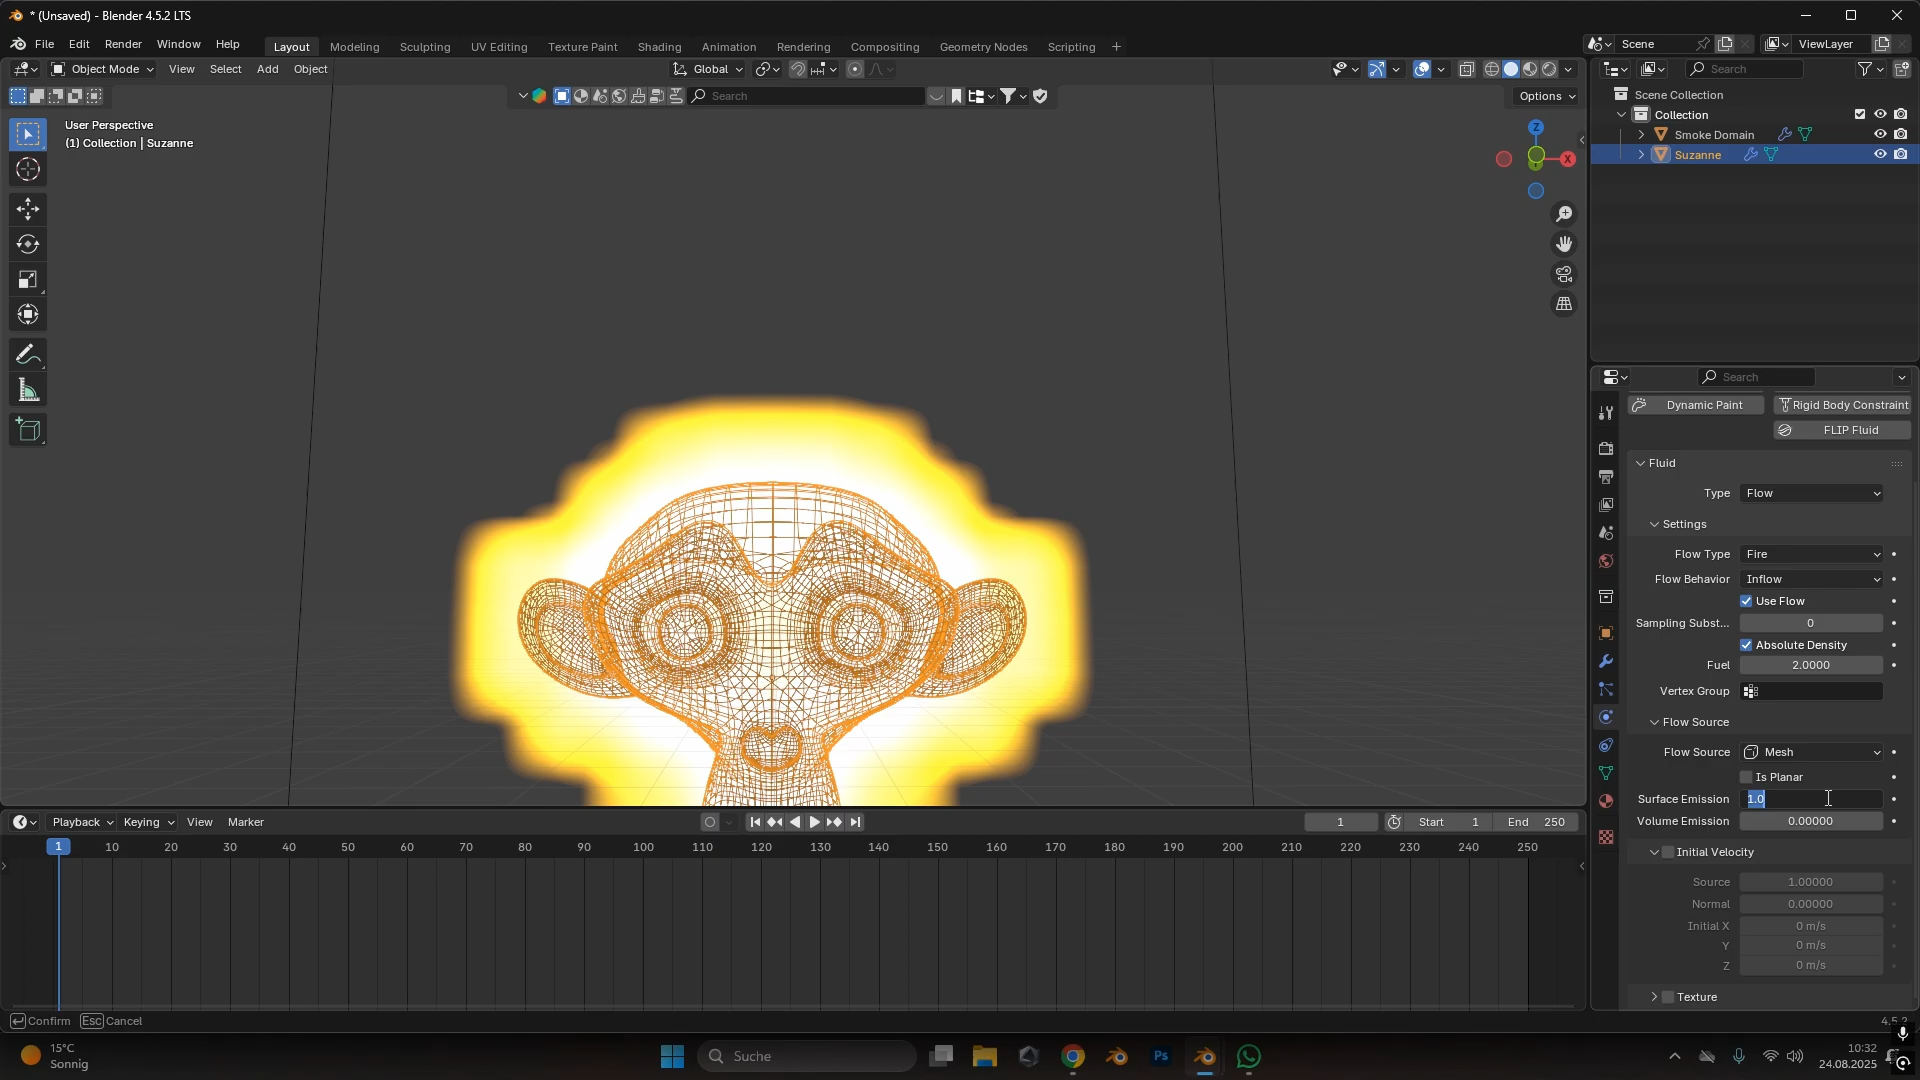 * (Unsaved) - Blender 4.5.2 LTS
File Edit Render Window Help
Layout Modeling Sculpting UV Editing Texture Paint Shading Animation Rendering Compositing Geometry Nodes Scripting +
Scene
ViewLayer
Object Mode View Select Add Object
Global
Search
Search
Options
User Perspective
(1) Collection | Suzanne
Z
X
Scene Collection
Collection
Smoke Domain
Suzanne
Search
Dynamic Paint
Rigid Body Constraint
FLIP Fluid
Fluid
Type Flow
Settings
Flow Type Fire
Flow Behavior Inflow
Use Flow
Sampling Subst... 0
Absolute Density
Fuel 2.0000
Vertex Group
Flow Source
Flow Source Mesh
Is Planar
Surface Emission 1.0
Volume Emission 0.00000
Initial Velocity
Source 1.00000
Normal 0.00000
Initial X 0 m/s
Y 0 m/s
Z 0 m/s
Texture
Playback Keying View Marker
1 Start 1 End 250
1 10 20 30 40 50 60 70 80 90 100 110 120 130 140 150 160 170 180 190 200 210 220 230 240 250
Confirm Esc Cancel
4.5.2
15°C
Sonnig
Suche
Ps
10:32
24.08.2025